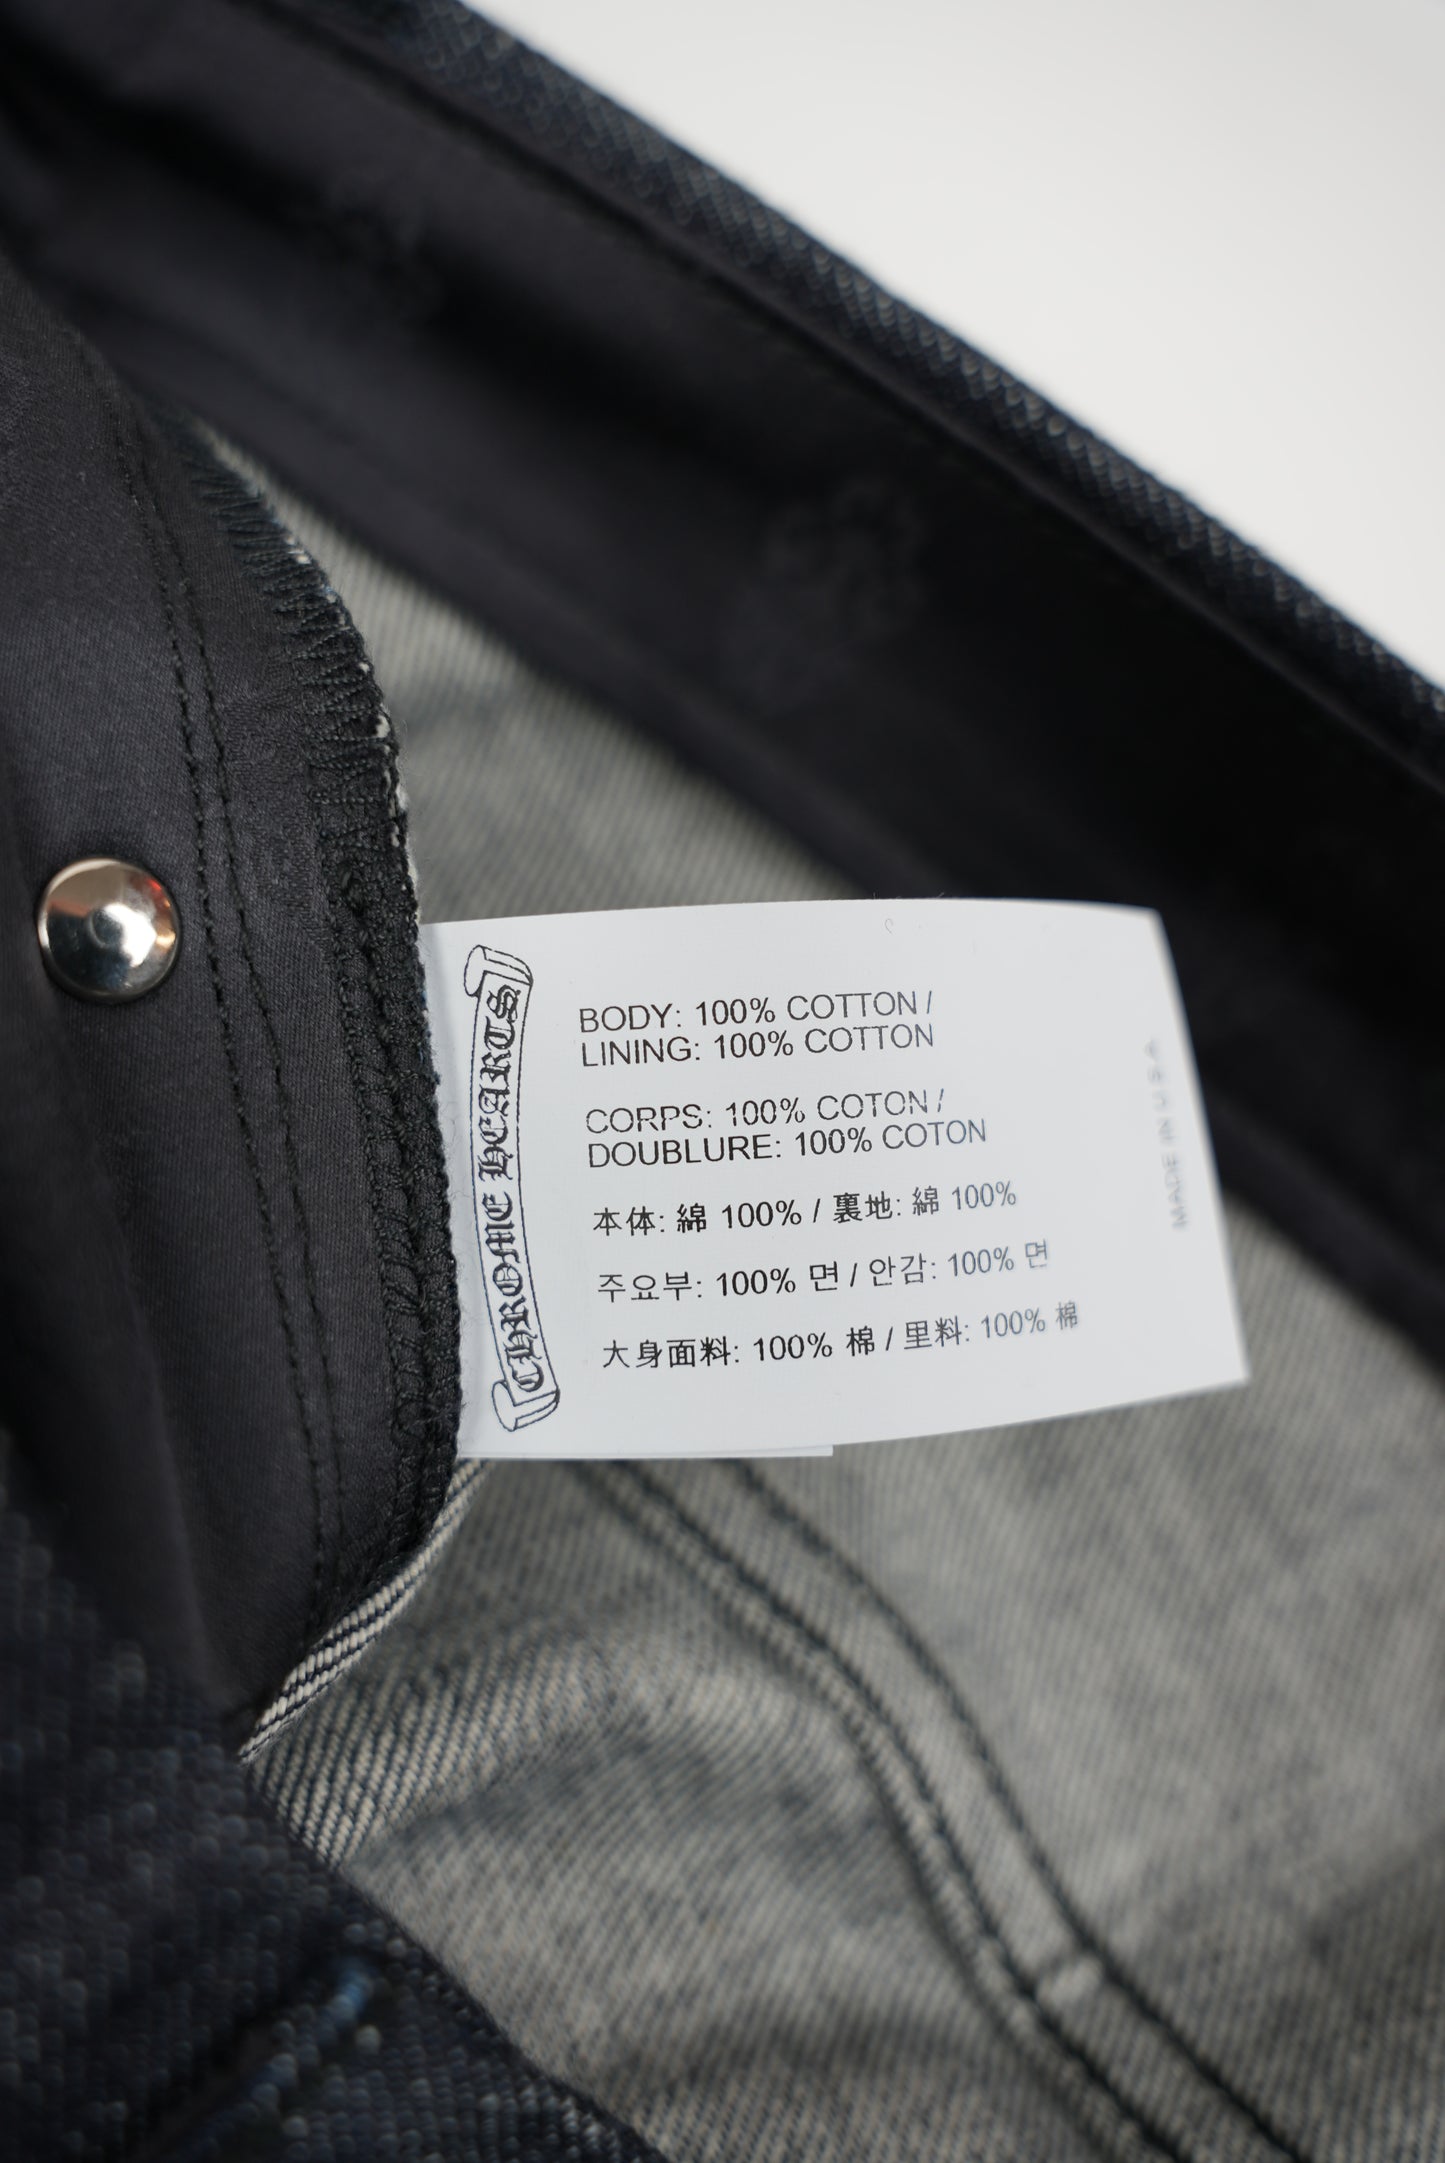 CHROME HEARTS
BODY: 100% COTTON /
LINING: 100% COTTON
CORPS: 100% COTON /
DOUBLURE: 100% COTON
本体: 綿 100% / 裏地: 綿 100%
주요부: 100% 면 / 안감: 100% 면
大身面料: 100% 棉 / 里料: 100% 棉
MADE IN U.S.A.